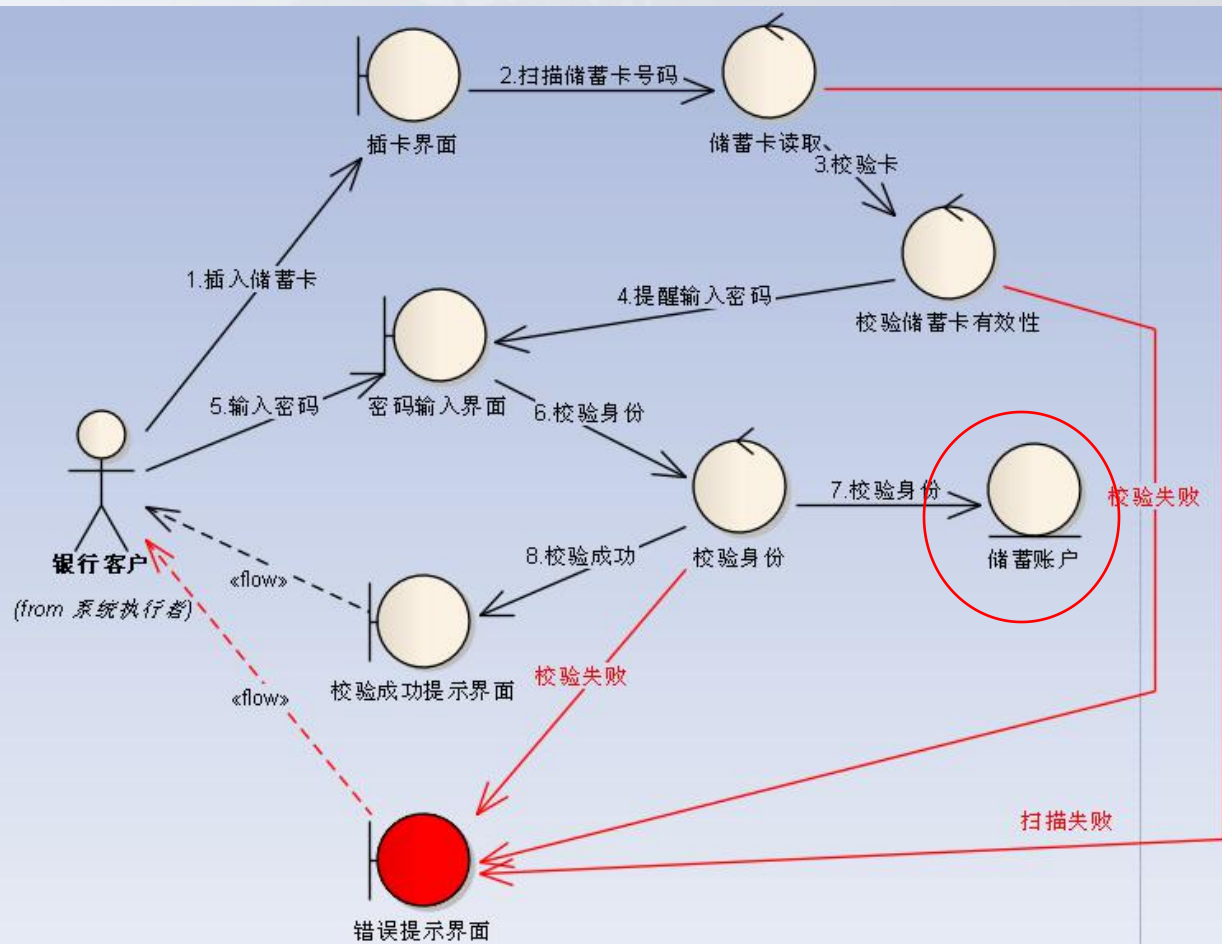 2.扫描储蓄卡号码
插卡界面
储蓄卡读取
3.校验卡
1.插入储蓄卡
4.提醒输入密码
校验储蓄卡有效性
5.输入密码
密码输入界面
6.校验身份
7.校验身份
校验失败
银行客户
(from 系统执行者)
«flow»
8.校验成功
校验身份
储蓄账户
校验失败
校验成功提示界面
«flow»
扫描失败
错误提示界面